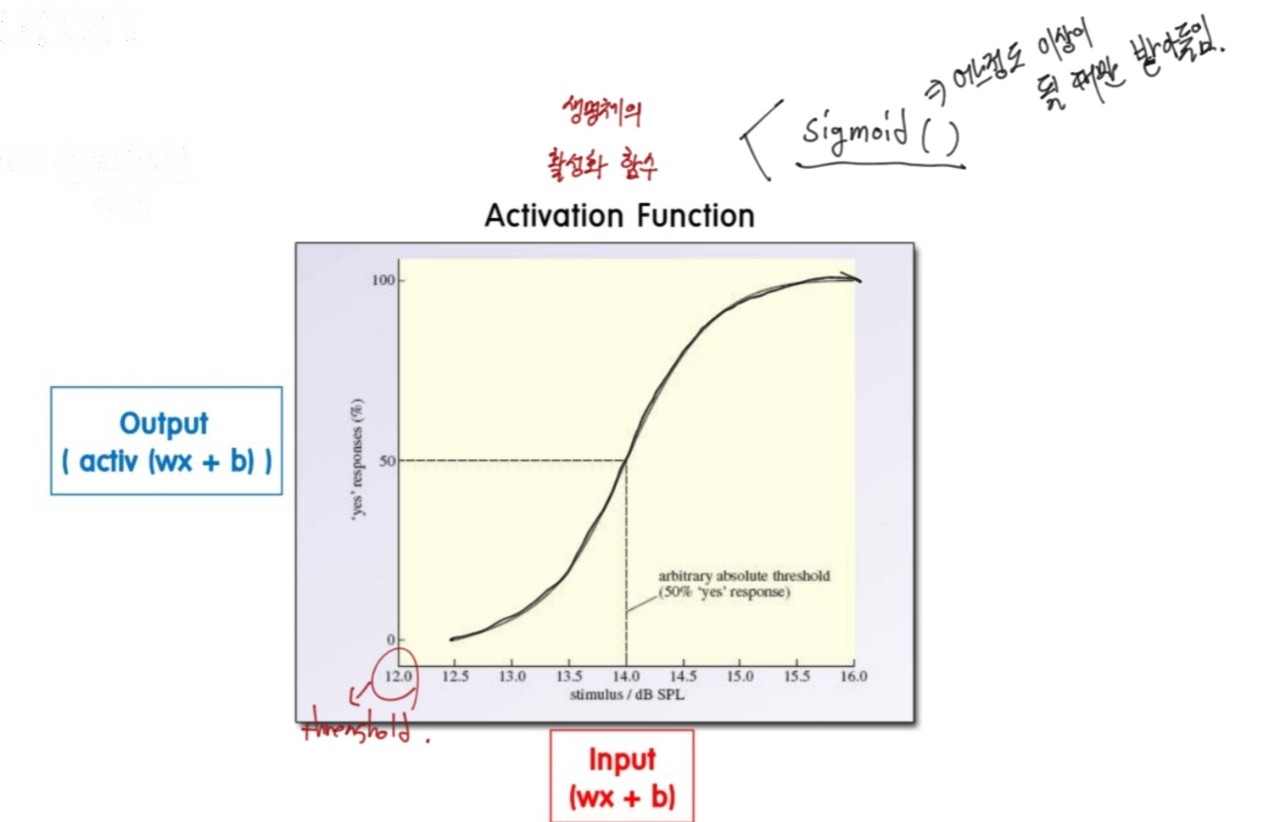 ⇒ 어느정도 이상이
될 때만 받아들임.
생명체의
활성화 함수
sigmoid ( )
Activation Function
100
50
0
'yes' responses (%)
Output
( activ (wx + b) )
arbitrary absolute threshold
(50% 'yes' response)
12.0 12.5 13.0 13.5 14.0 14.5 15.0 15.5 16.0
stimulus / dB SPL
threshold.
Input
(wx + b)